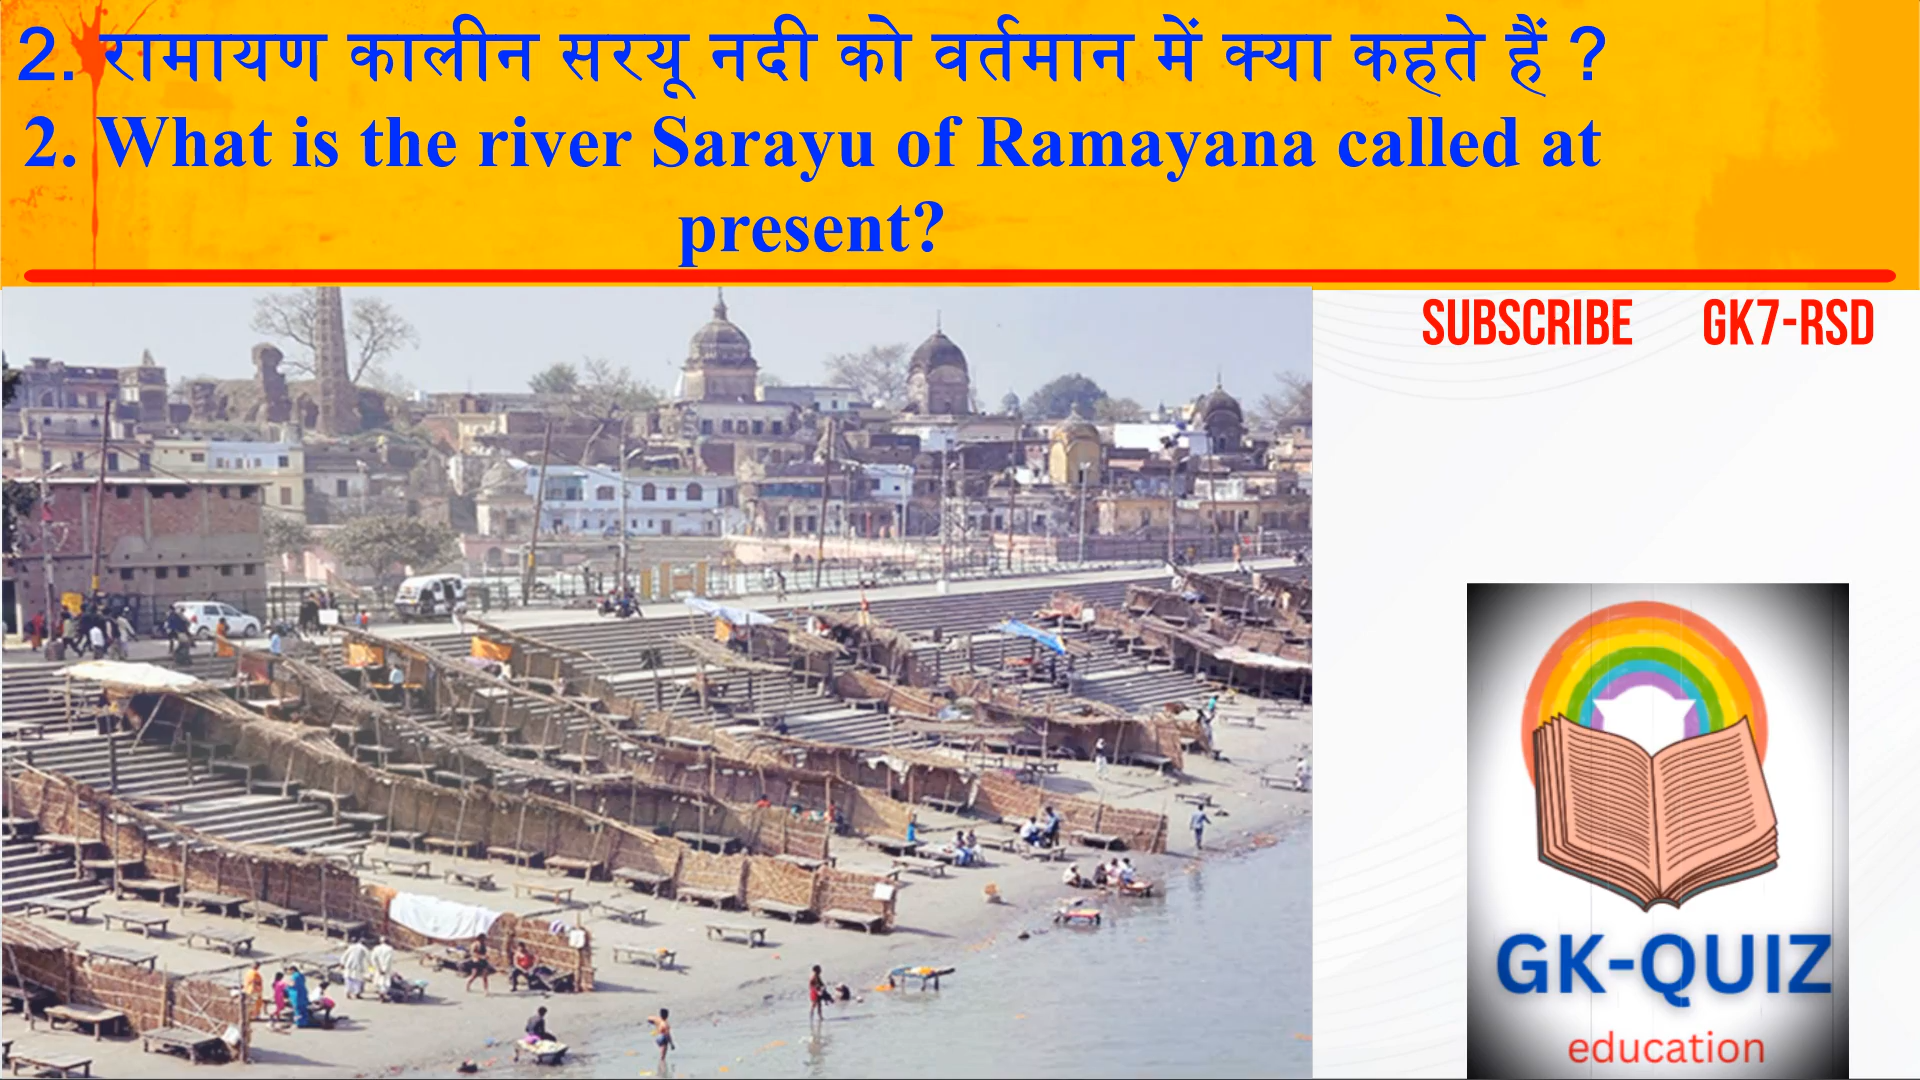 2. रामायण कालीन सरयू नदी को वर्तमान में क्या कहते हैं ?
2. What is the river Sarayu of Ramayana called at
present?
SUBSCRIBE GK7-RSD
GK-QUIZ
education